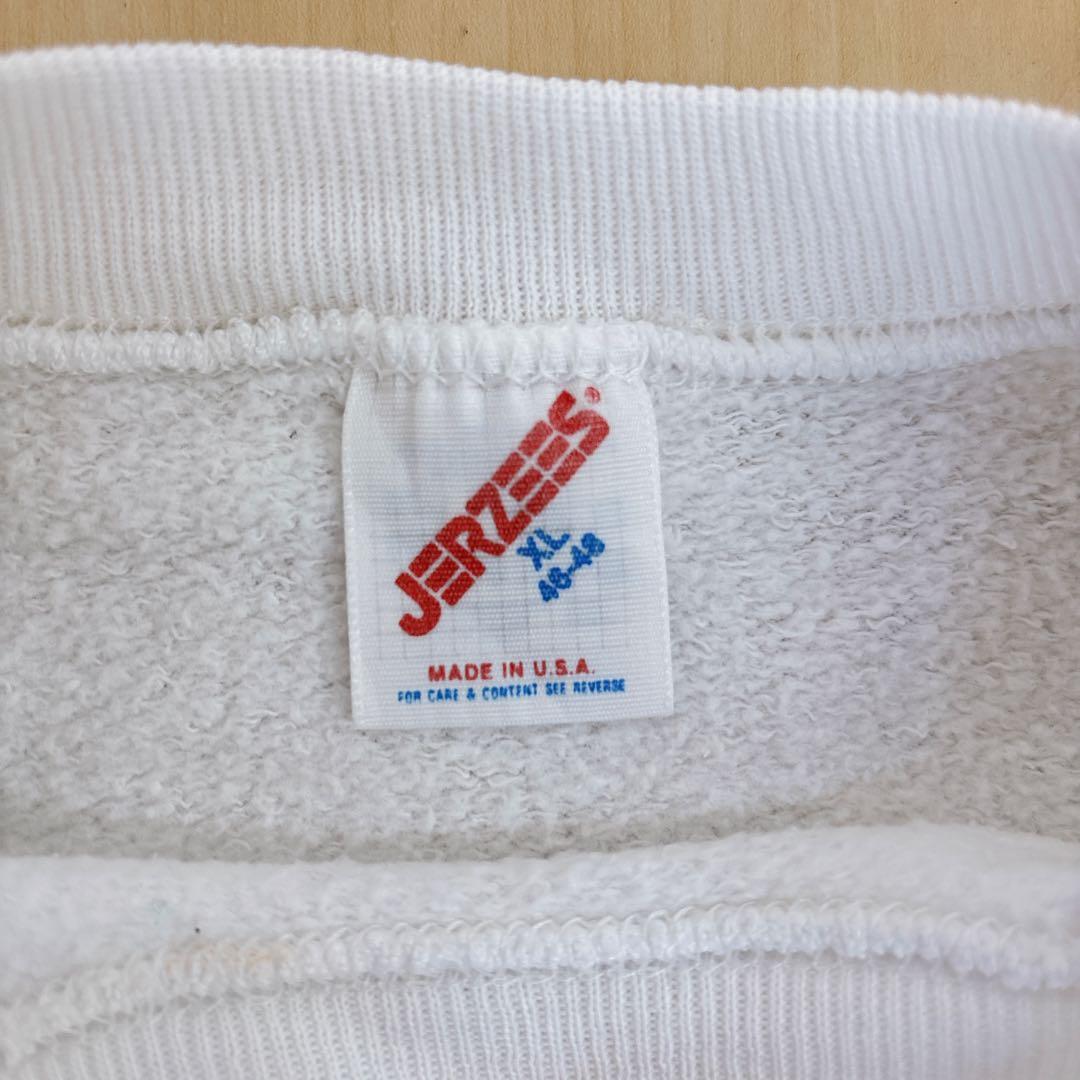 JERZEES®
XL
46-48
MADE IN U.S.A.
FOR CARE & CONTENT SEE REVERSE